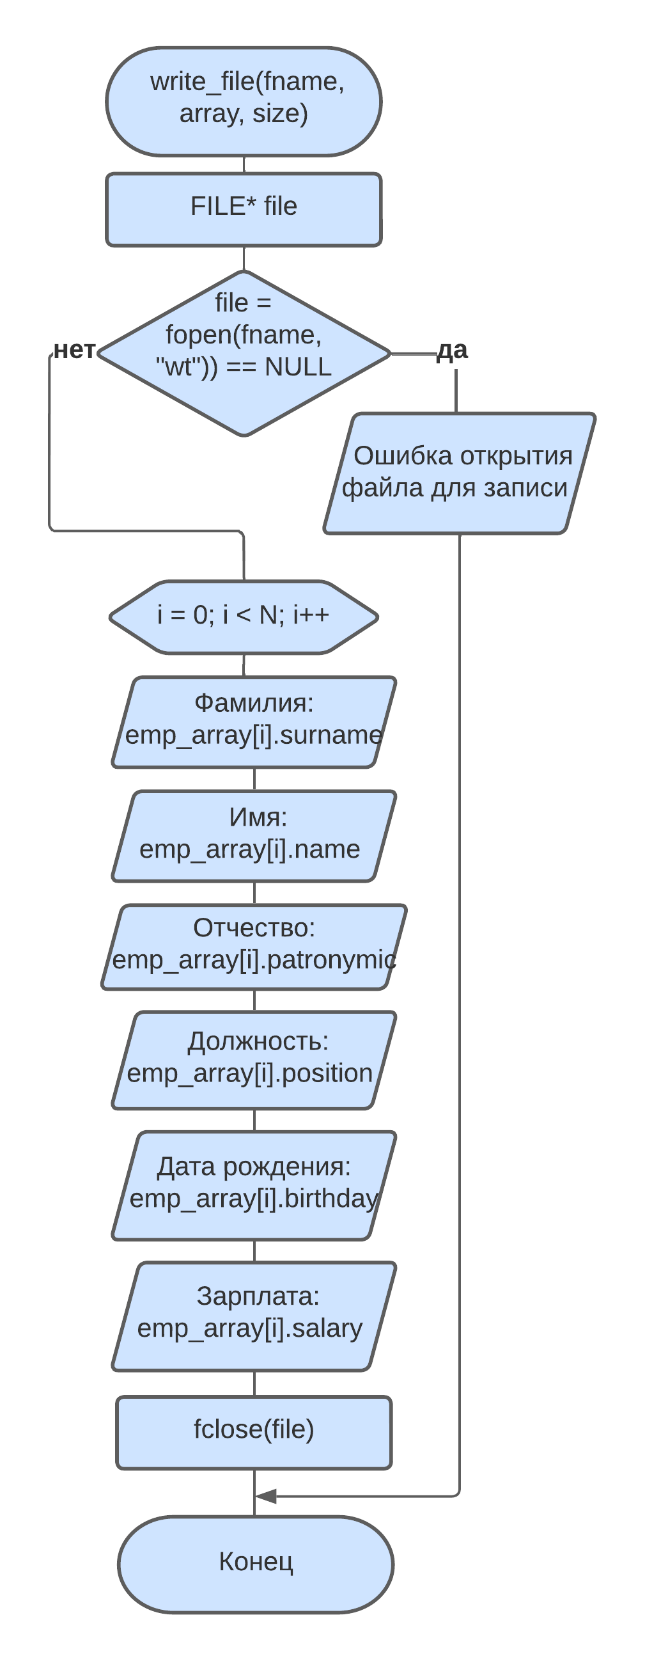 write_file(fname,
array, size)
FILE* file
file =
fopen(fname,
"wt")) == NULL
нет
да
Ошибка открытия
файла для записи
i = 0; i < N; i++
Фамилия:
emp_array[i].surname
Имя:
emp_array[i].name
Отчество:
emp_array[i].patronymic
Должность:
emp_array[i].position
Дата рождения:
emp_array[i].birthday
Зарплата:
emp_array[i].salary
fclose(file)
Конец